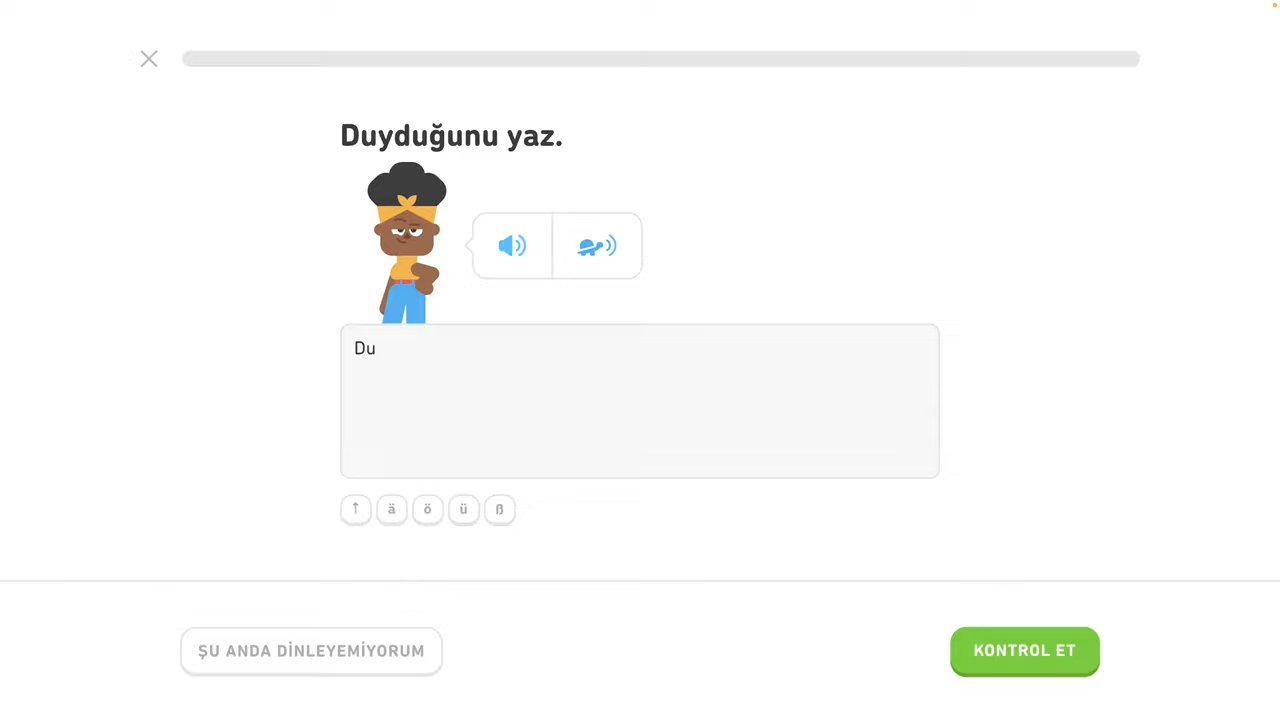 Duyduğunu yaz.
Du
↑ ä ö ü ß
ŞU ANDA DİNLEYEMİYORUM
KONTROL ET